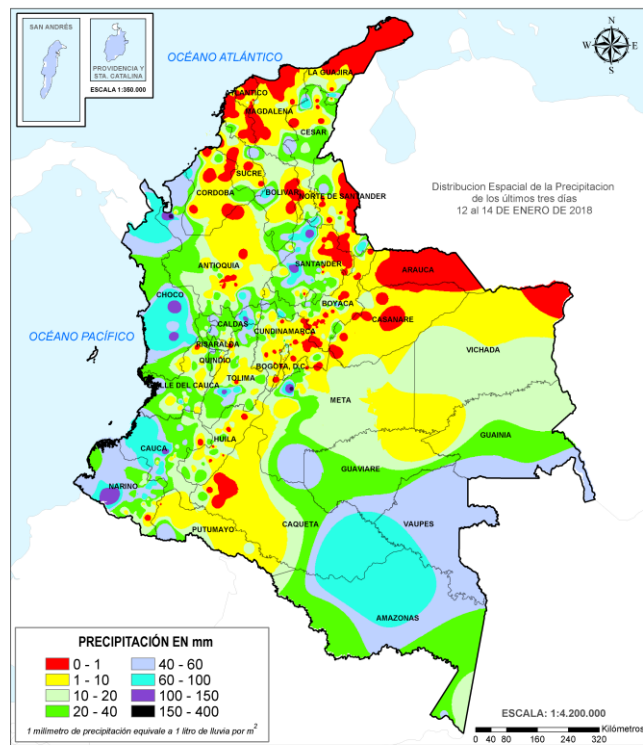 SAN ANDRÉS
PROVIDENCIA Y
STA. CATALINA
ESCALA 1:350.000
OCÉANO ATLÁNTICO
N
W E
S
LA GUAJIRA
ATLANTICO
MAGDALENA
CESAR
SUCRE
CORDOBA
BOLIVAR
NORTE DE SANTANDER
Distribucion Espacial de la Precipitacion
de los últimos tres días
12 al 14 DE ENERO DE 2018
ANTIOQUIA
SANTANDER
ARAUCA
CHOCO
BOYACA
OCÉANO PACÍFICO
CALDAS
CUNDINAMARCA
CASANARE
RISARALDA
VICHADA
QUINDIO
BOGOTA, D.C.
TOLIMA
VALLE DEL CAUCA
META
HUILA
GUAINIA
CAUCA
GUAVIARE
NARINO
PUTUMAYO
CAQUETA
VAUPES
AMAZONAS
PRECIPITACIÓN EN mm
0 - 1 40 - 60
1 - 10 60 - 100
10 - 20 100 - 150
20 - 40 150 - 400
1 milimetro de precipitación equivale a 1 litro de lluvia por m²
ESCALA: 1:4.200.000
Kilómetros
0 40 80 160 240 320